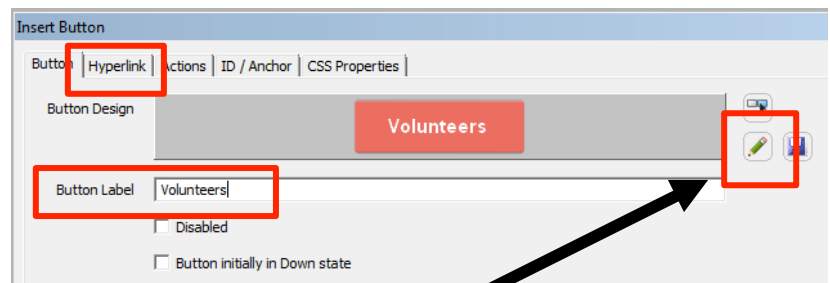 Insert Button
Button Hyperlink Actions ID / Anchor CSS Properties
Button Design
Volunteers
Button Label Volunteers
Disabled
Button initially in Down state